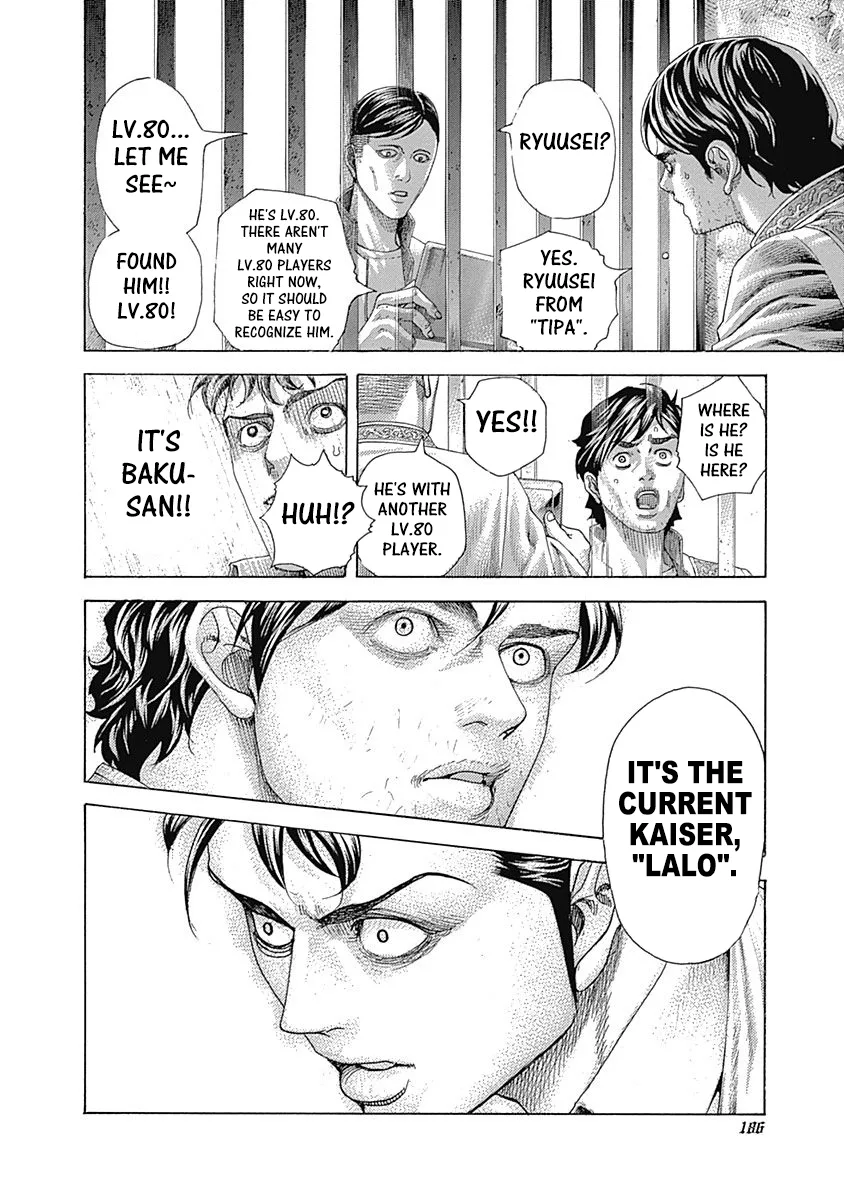 RYUUSEI?
YES.
RYUUSEI
FROM
"TIPA".
HE'S LV.80.
THERE AREN'T
MANY
LV.80 PLAYERS
RIGHT NOW,
SO IT SHOULD
BE EASY TO
RECOGNIZE HIM.
LV.80...
LET ME
SEE~
FOUND
HIM!!
LV.80!
WHERE
IS HE?
IS HE
HERE?
YES!!
HE'S WITH
ANOTHER
LV.80
PLAYER.
HUH!?
IT'S
BAKU-
SAN!!
IT'S THE
CURRENT
KAISER,
"LALO".
186